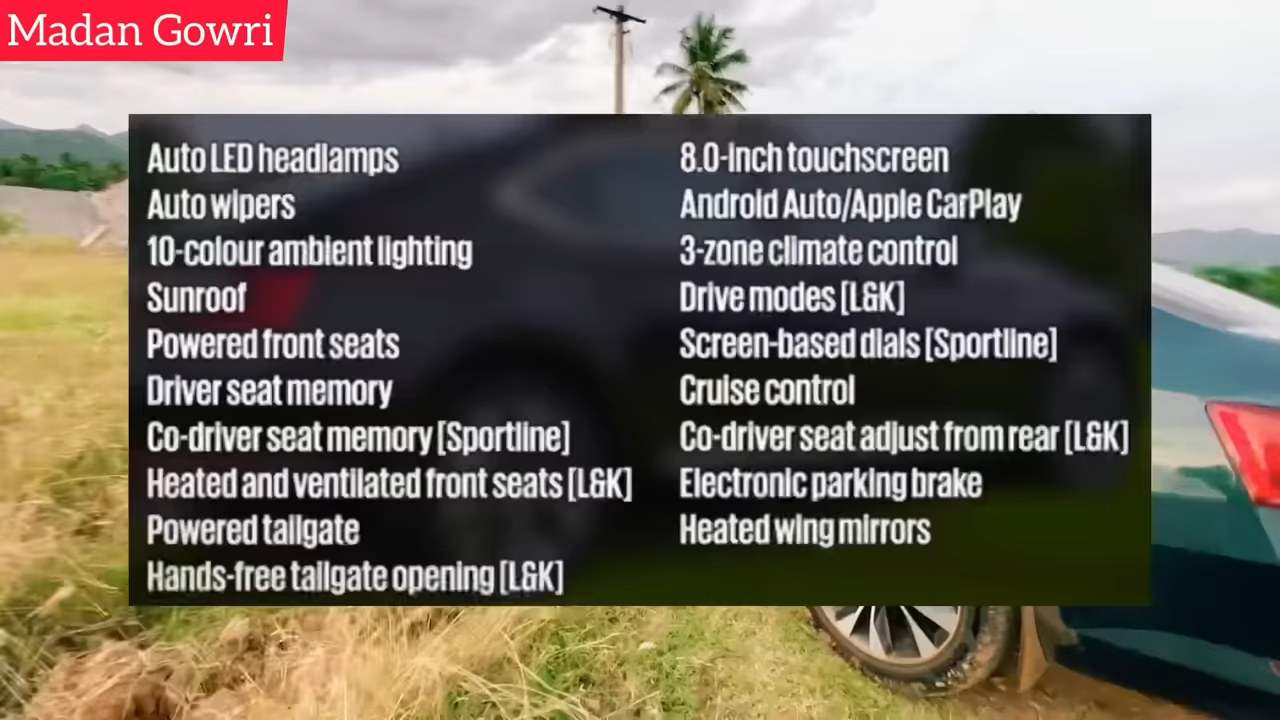 Madan Gowri
Auto LED headlamps
Auto wipers
10-colour ambient lighting
Sunroof
Powered front seats
Driver seat memory
Co-driver seat memory [Sportline]
Heated and ventilated front seats [L&K]
Powered tailgate
Hands-free tailgate opening [L&K]
8.0-inch touchscreen
Android Auto/Apple CarPlay
3-zone climate control
Drive modes [L&K]
Screen-based dials [Sportline]
Cruise control
Co-driver seat adjust from rear [L&K]
Electronic parking brake
Heated wing mirrors